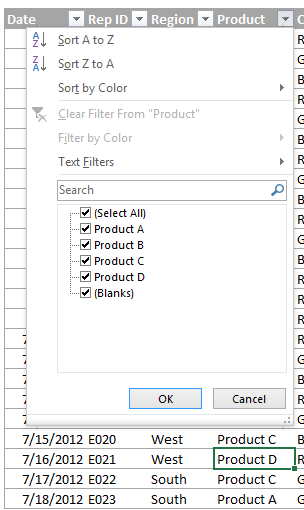 Date Rep ID Region Product C
A Z Sort A to Z
Z A Sort Z to A
Sort by Color
Clear Filter From "Product"
Filter by Color
Text Filters
Search
(Select All)
Product A
Product B
Product C
Product D
(Blanks)
OK Cancel
7/15/2012 E020 West Product C B
7/16/2012 E021 West Product D R
7/17/2012 E022 South Product C G
7/18/2012 E023 South Product A G